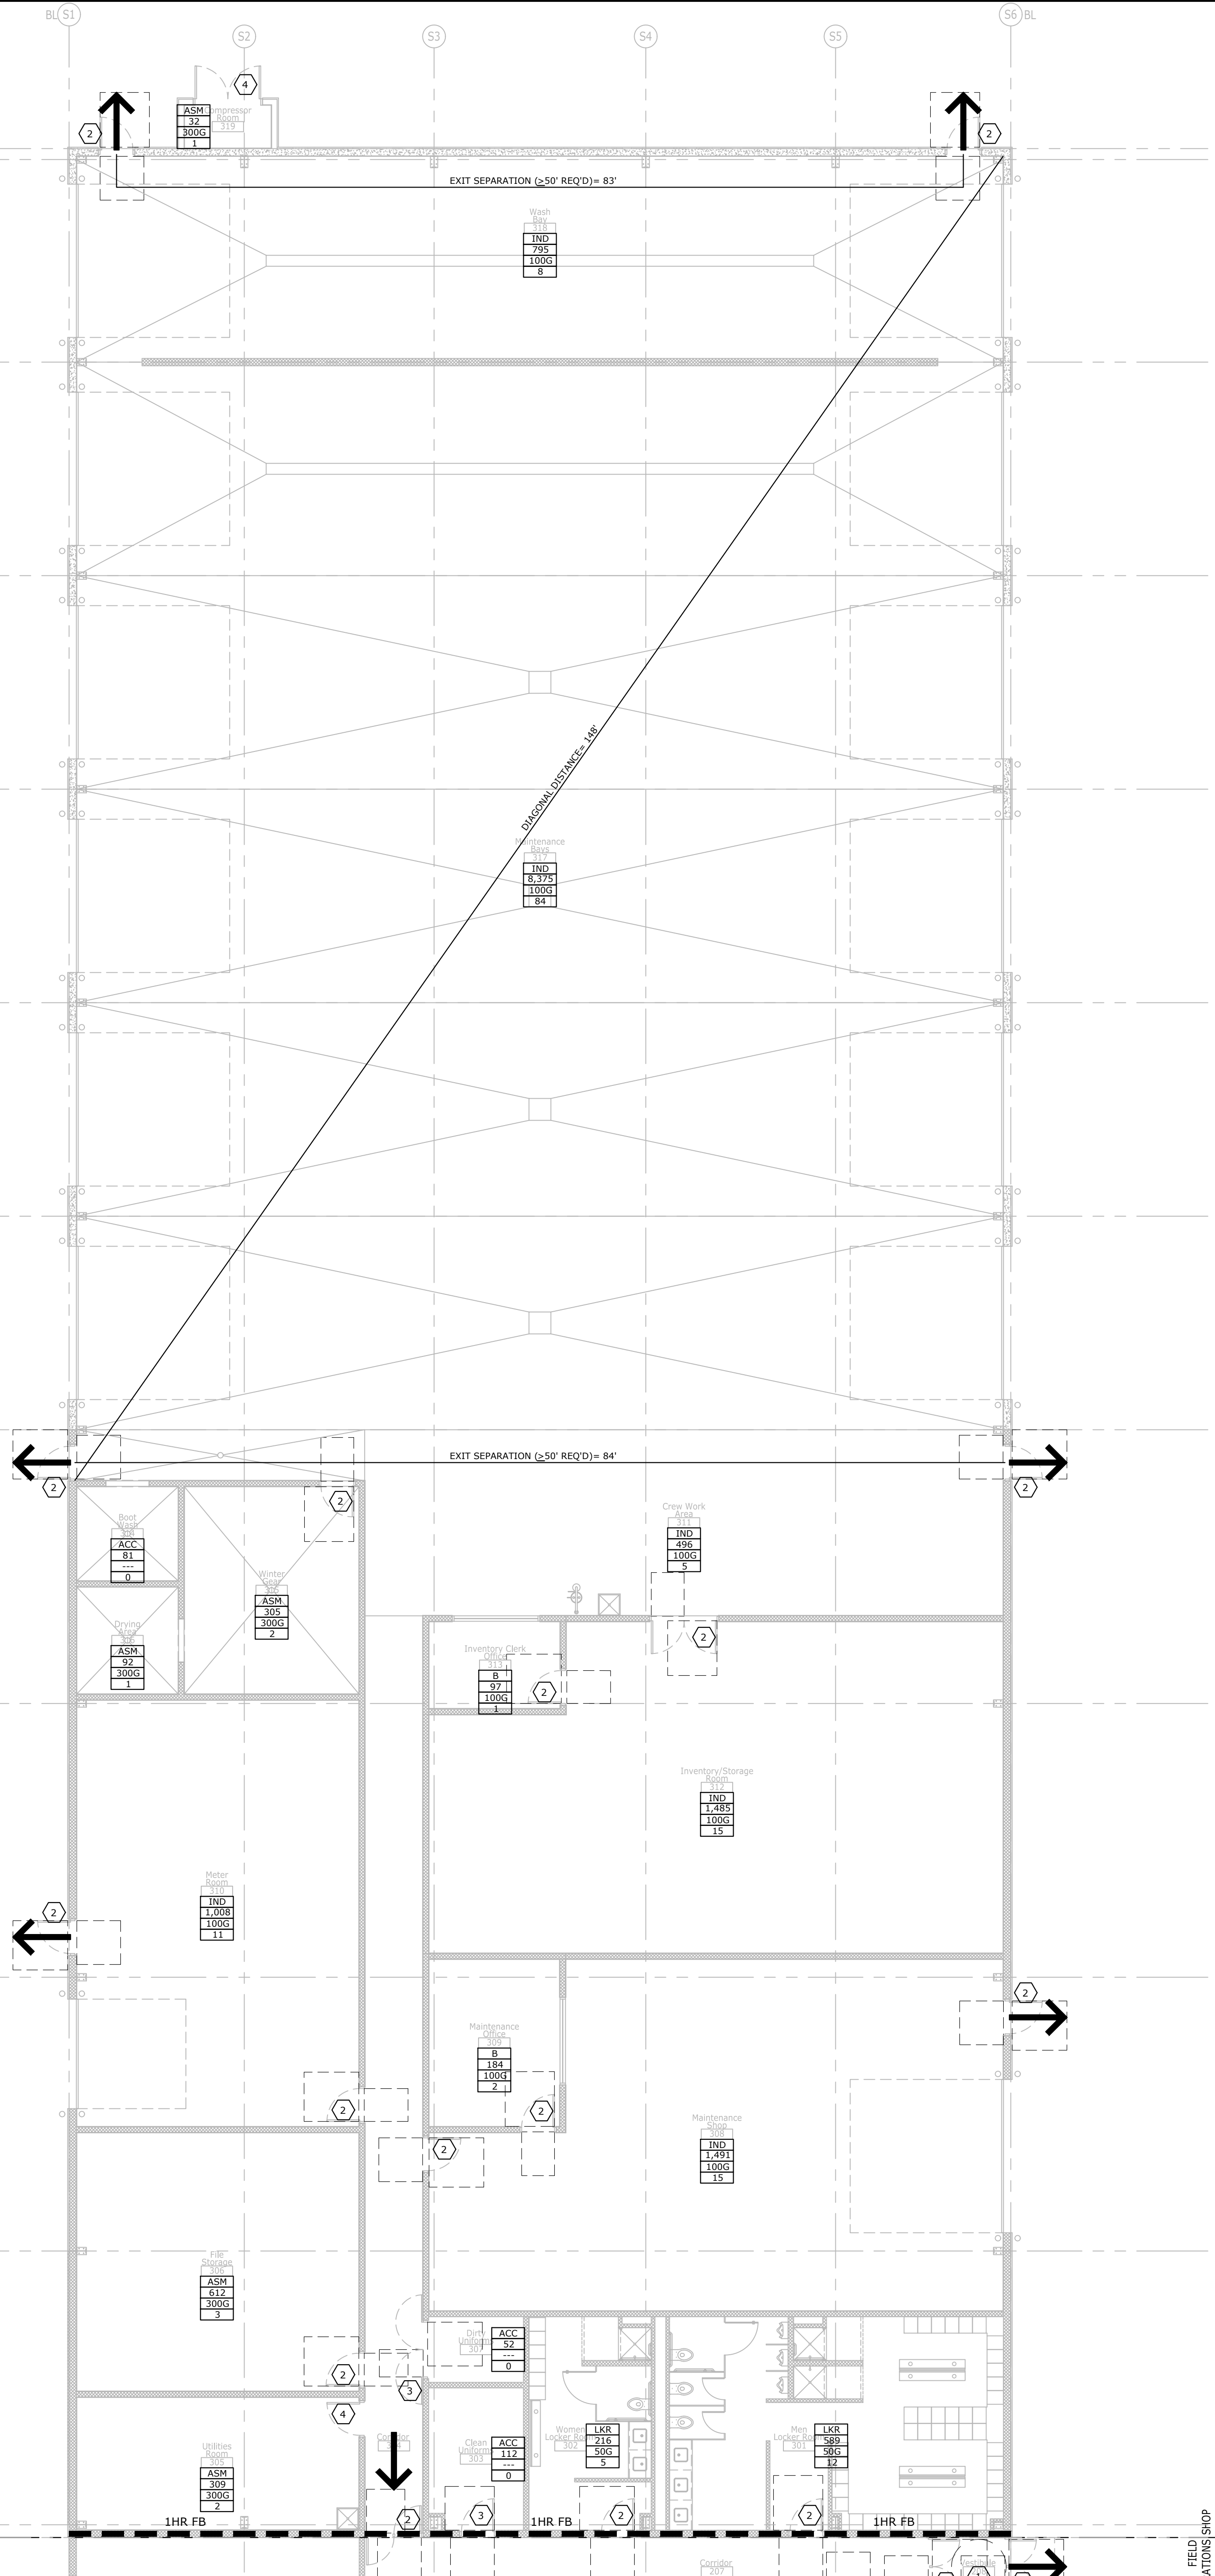 BL S1
S2
S3
S4
S5
S6 BL
4
2
Compressor
Room
319
ASM
32
300G
1
2
EXIT SEPARATION (≥50' REQ'D)= 83'
Wash
Bay
318
IND
795
100G
8
DIAGONAL DISTANCE= 148'
Maintenance
Bays
317
IND
8,375
100G
84
EXIT SEPARATION (≥50' REQ'D)= 84'
2
2
2
Boot
Wash
ACC
81
---
0
Winter
Gear
ASM
305
300G
2
Drying
Area
ASM
92
300G
1
Crew Work
Area
311
IND
496
100G
5
2
Inventory Clerk
Office
313
B
97
100G
1
2
Inventory/Storage
Room
312
IND
1,485
100G
15
Meter
Room
310
IND
1,008
100G
11
2
2
Maintenance
Office
309
B
184
100G
2
2
2
2
Maintenance
Shop
308
IND
1,491
100G
15
File
Storage
306
ASM
612
300G
3
2
3
4
Dirty
Uniform
ACC
52
---
0
Utilities
Room
305
ASM
309
300G
2
Corridor
Clean
Uniform
303
ACC
112
---
0
Women
Locker Room
302
LKR
216
50G
5
Men
Locker Room
301
LKR
589
50G
12
2
3
2
2
1HR FB
1HR FB
1HR FB
Corridor
207
Vestibule
FIELD
ATIONS SHOP